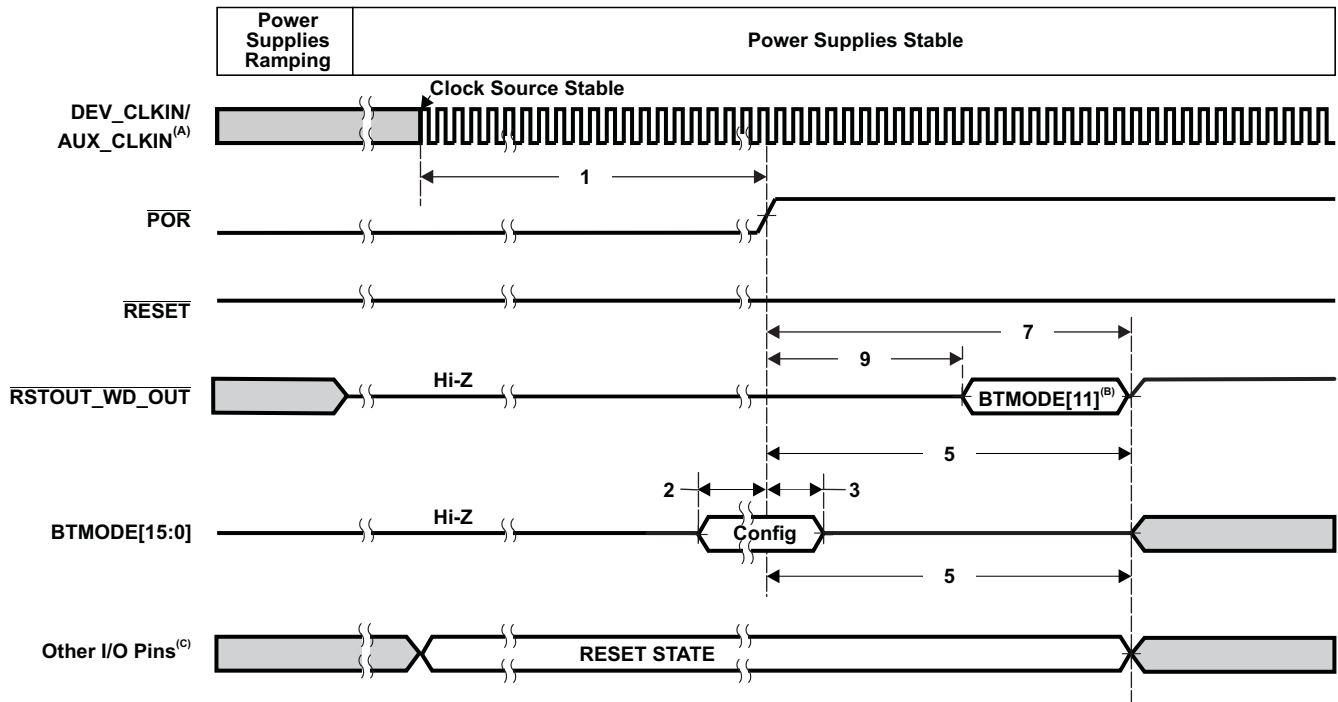 Power
Supplies
Ramping
Power Supplies Stable
Clock Source Stable
DEV_CLKIN/
AUX_CLKIN(A)
1
POR
RESET
7
9
RSTOUT_WD_OUT
Hi-Z
BTMODE[11](B)
5
2
3
BTMODE[15:0]
Hi-Z
Config
5
Other I/O Pins(C)
RESET STATE